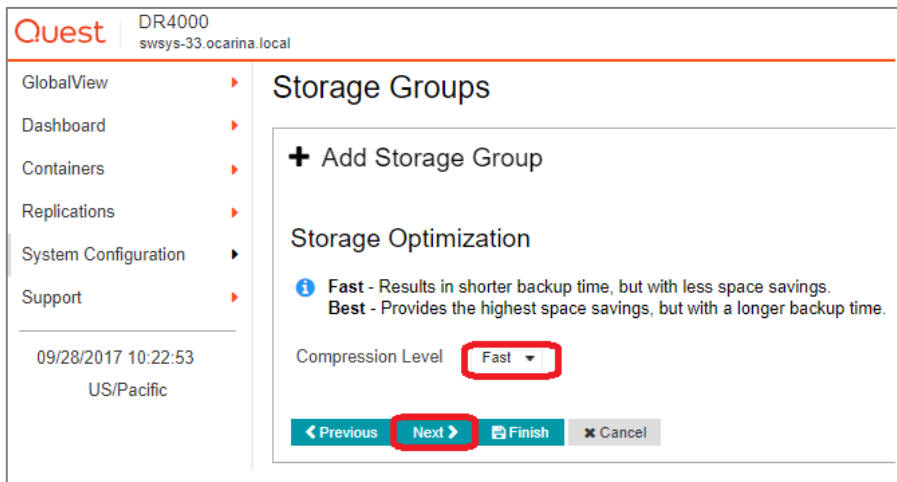 Quest
DR4000
swsys-33.ocarina.local
GlobalView
Dashboard
Containers
Replications
System Configuration
Support
09/28/2017 10:22:53
US/Pacific
Storage Groups
Add Storage Group
Storage Optimization
Fast - Results in shorter backup time, but with less space savings.
Best - Provides the highest space savings, but with a longer backup time.
Compression Level Fast
Previous Next Finish Cancel